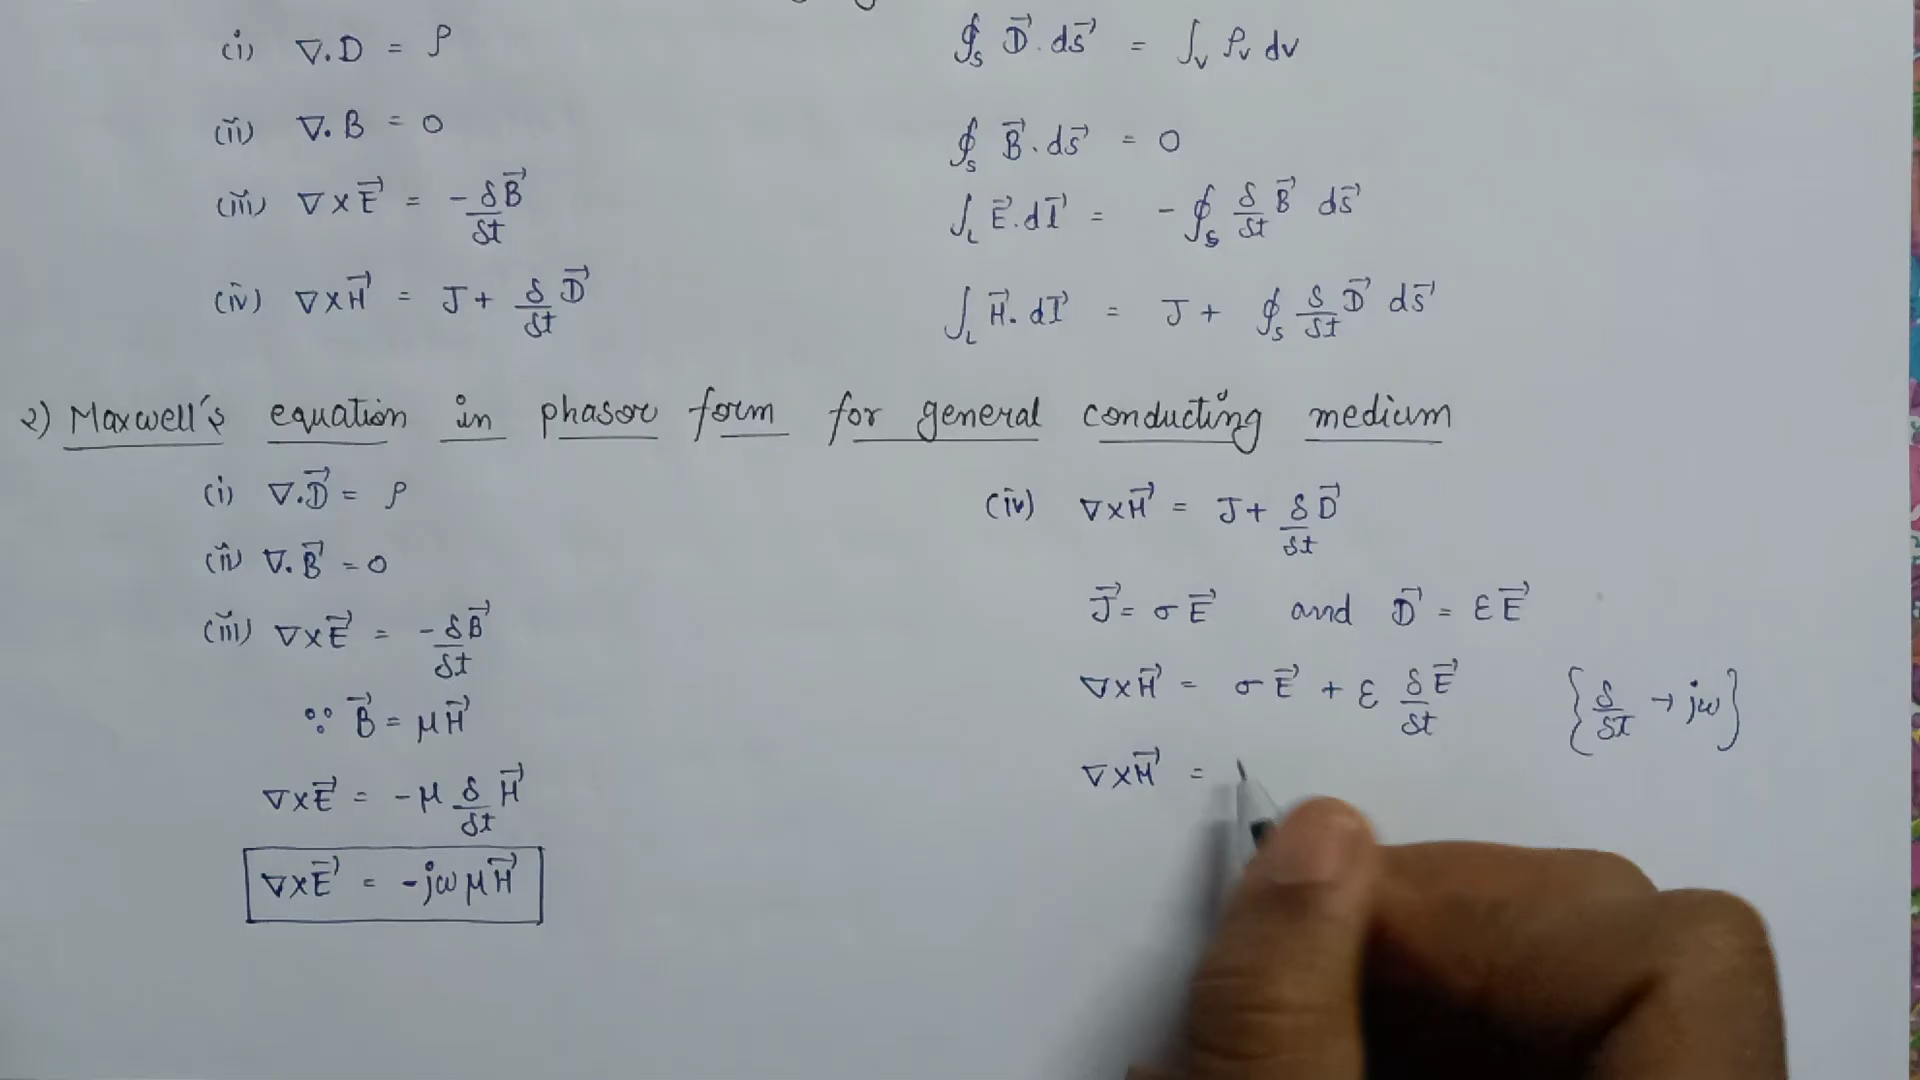 (i) ∇.D = ρ
∮s D⃗.ds⃗ = ∫v ρv dv
(ii) ∇.B = 0
∮s B⃗.ds⃗ = 0
(iii) ∇×E⃗ = -δB⃗/δt
∫L E⃗.dl⃗ = -∮s δ/δt B⃗ ds⃗
(iv) ∇×H⃗ = J + δ/δt D⃗
∫L H⃗.dl⃗ = J + ∮s δ/δt D⃗ ds⃗
2) Maxwell's equation in phasor form for general conducting medium
(i) ∇.D⃗ = ρ
(ii) ∇.B⃗ = 0
(iii) ∇×E⃗ = -δB⃗/δt
∵ B⃗ = μH⃗
∇×E⃗ = -μ δ/δt H⃗
∇×E⃗ = -jωμH⃗
(iv) ∇×H⃗ = J + δD⃗/δt
J⃗ = σE⃗ and D⃗ = εE⃗
∇×H⃗ = σE⃗ + ε δE⃗/δt {δ/δt → jω}
∇×H⃗ =